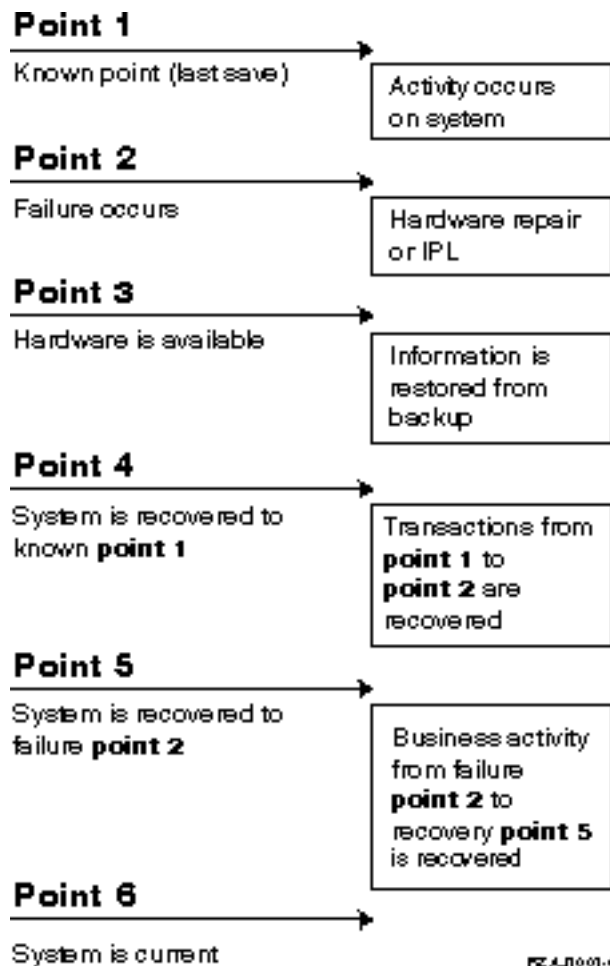 Point 1
Known point (last save)
Activity occurs
on system
Point 2
Failure occurs
Hardware repair
or IPL
Point 3
Hardware is available
Information is
restored from
backup
Point 4
System is recovered to
known point 1
Transactions from
point 1 to
point 2 are
recovered
Point 5
System is recovered to
failure point 2
Business activity
from failure
point 2 to
recovery point 5
is recovered
Point 6
System is current